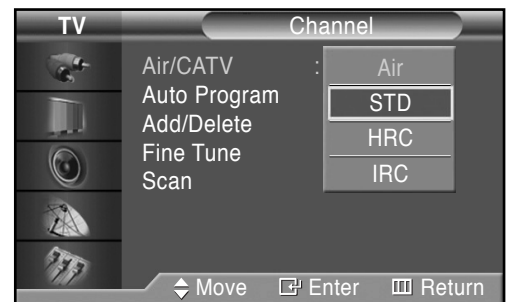 TV Channel
Air/CATV : Air
Auto Program STD
Add/Delete HRC
Fine Tune IRC
Scan
Move Enter Return